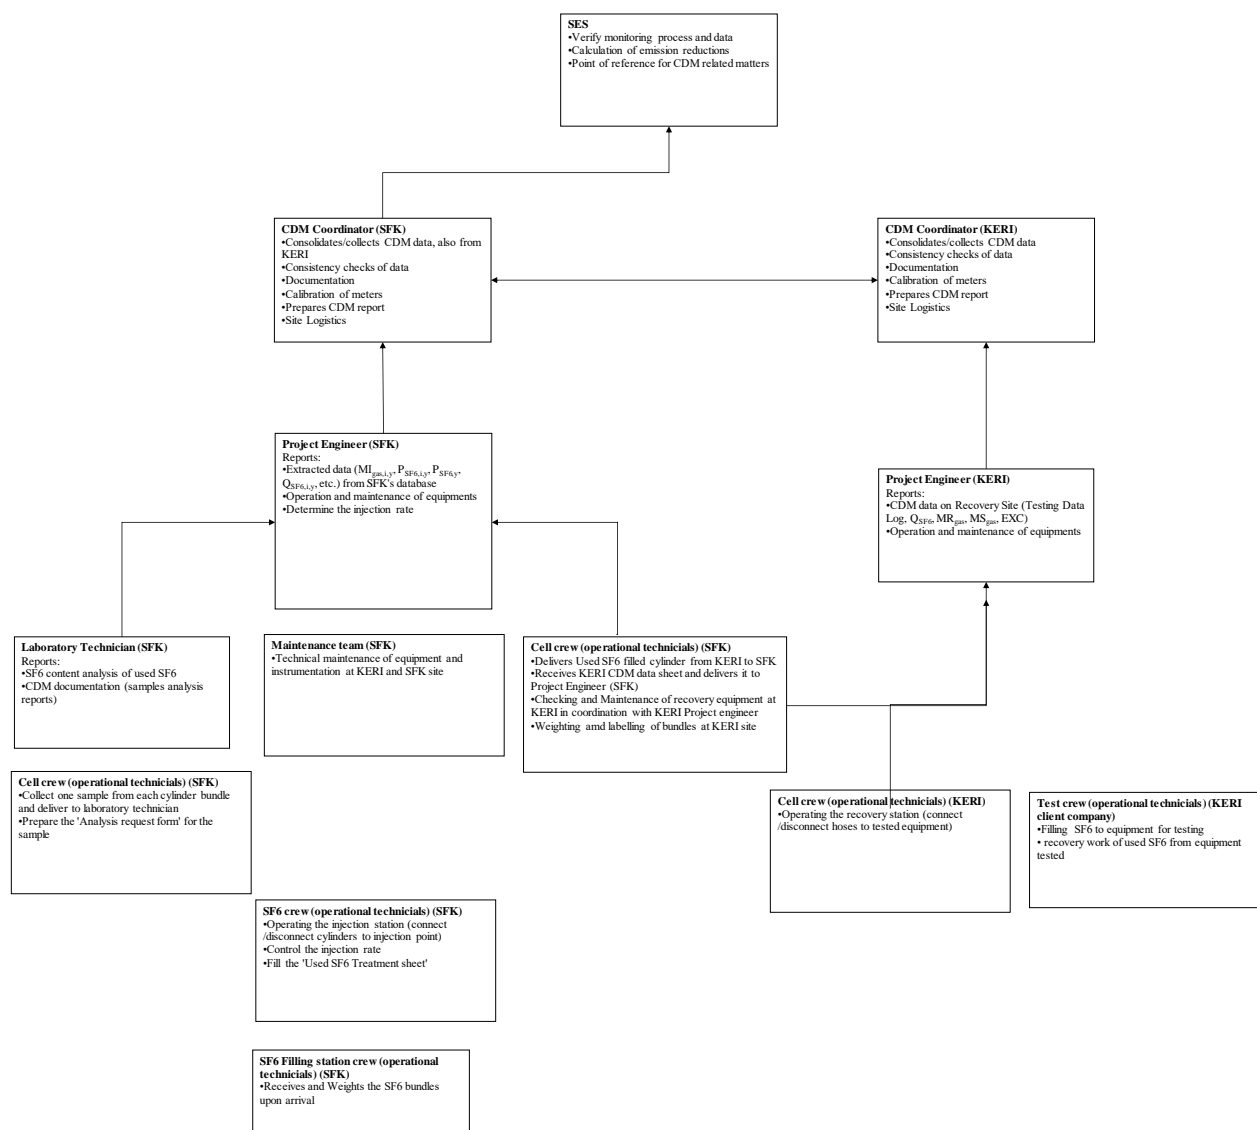 SES
•Verify monitoring process and data
•Calculation of emission reductions
•Point of reference for CDM related matters
CDM Coordinator (SFK)
•Consolidates/collects CDM data, also from
KERI
•Consistency checks of data
•Documentation
•Calibration of meters
•Prepares CDM report
•Site Logistics
CDM Coordinator (KERI)
•Consolidates/collects CDM data
•Consistency checks of data
•Documentation
•Calibration of meters
•Prepares CDM report
•Site Logistics
Project Engineer (SFK)
Reports:
•Extracted data (MIgas,i,y, PSF6,i,y, PSF6,y,
QSF6,i,y, etc.) from SFK's database
•Operation and maintenance of equipments
•Determine the injection rate
Project Engineer (KERI)
Reports:
•CDM data on Recovery Site (Testing Data
Log, QSF6, MRgas, MSgas, EXC)
•Operation and maintenance of equipments
Laboratory Technician (SFK)
Reports:
•SF6 content analysis of used SF6
•CDM documentation (samples analysis
reports)
Maintenance team (SFK)
•Technical maintenance of equipment and
instrumentation at KERI and SFK site
Cell crew (operational technicials) (SFK)
•Delivers Used SF6 filled cylinder from KERI to SFK
•Receives KERI CDM data sheet and delivers it to
Project Engineer (SFK)
•Checking and Maintenance of recovery equipment at
KERI in coordination with KERI Project engineer
•Weighting amd labelling of bundles at KERI site
Cell crew (operational technicials) (SFK)
•Collect one sample from each cylinder bundle
and deliver to laboratory technician
•Prepare the 'Analysis request form' for the
sample
Cell crew (operational technicials) (KERI)
•Operating the recovery station (connect
/disconnect hoses to tested equipment)
Test crew (operational technicials) (KERI
client company)
•Filling SF6 to equipment for testing
• recovery work of used SF6 from equipment
tested
SF6 crew (operational technicials) (SFK)
•Operating the injection station (connect
/disconnect cylinders to injection point)
•Control the injection rate
•Fill the 'Used SF6 Treatment sheet'
SF6 Filling station crew (operational
technicials) (SFK)
•Receives and Weights the SF6 bundles
upon arrival